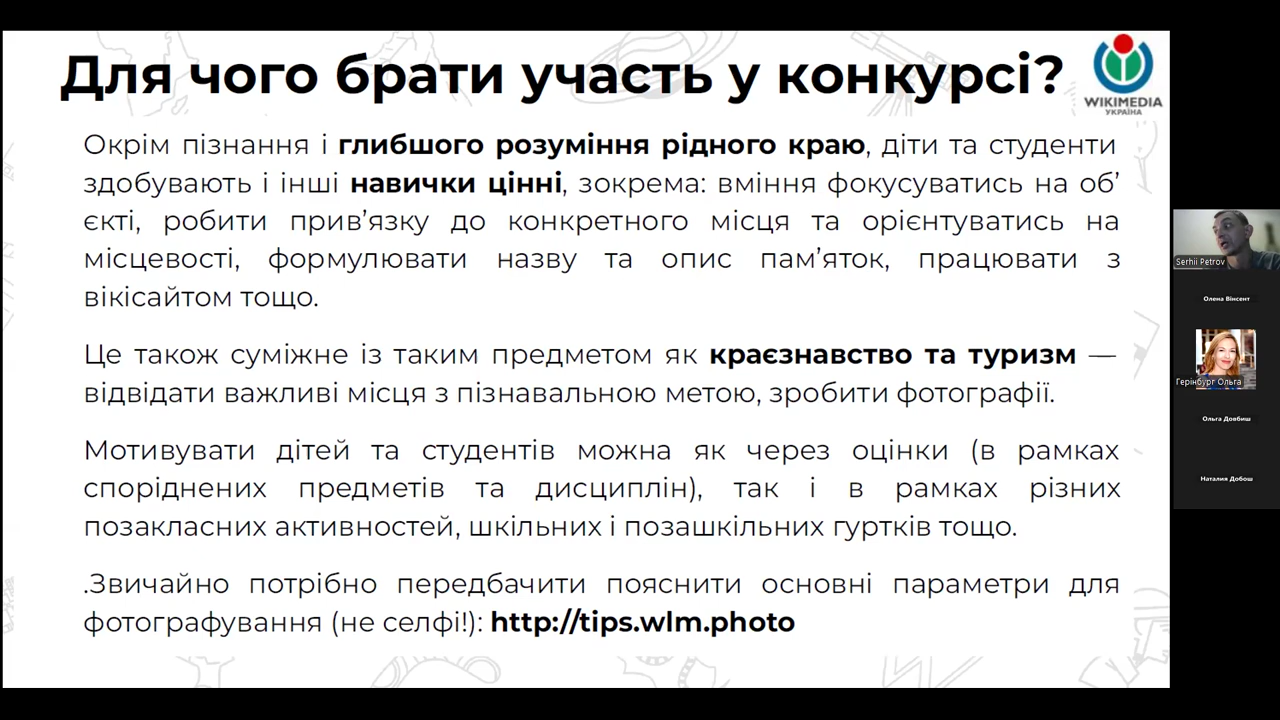 Для чого брати участь у конкурсі?
WIKIMEDIA
УКРАЇНА
Окрім пізнання і глибшого розуміння рідного краю, діти та студенти
здобувають і інші навички цінні, зокрема: вміння фокусуватись на об’
єкті, робити прив’язку до конкретного місця та орієнтуватись на
місцевості, формулювати назву та опис пам’яток, працювати з
вікісайтом тощо.
Це також суміжне із таким предметом як краєзнавство та туризм —
відвідати важливі місця з пізнавальною метою, зробити фотографії.
Мотивувати дітей та студентів можна як через оцінки (в рамках
споріднених предметів та дисциплін), так і в рамках різних
позакласних активностей, шкільних і позашкільних гуртків тощо.
.Звичайно потрібно передбачити пояснити основні параметри для
фотографування (не селфі!): http://tips.wlm.photo
Serhii Petrov
Олена Вінсент
Герінбург Ольга
Ольга Довбиш
Наталия Добош